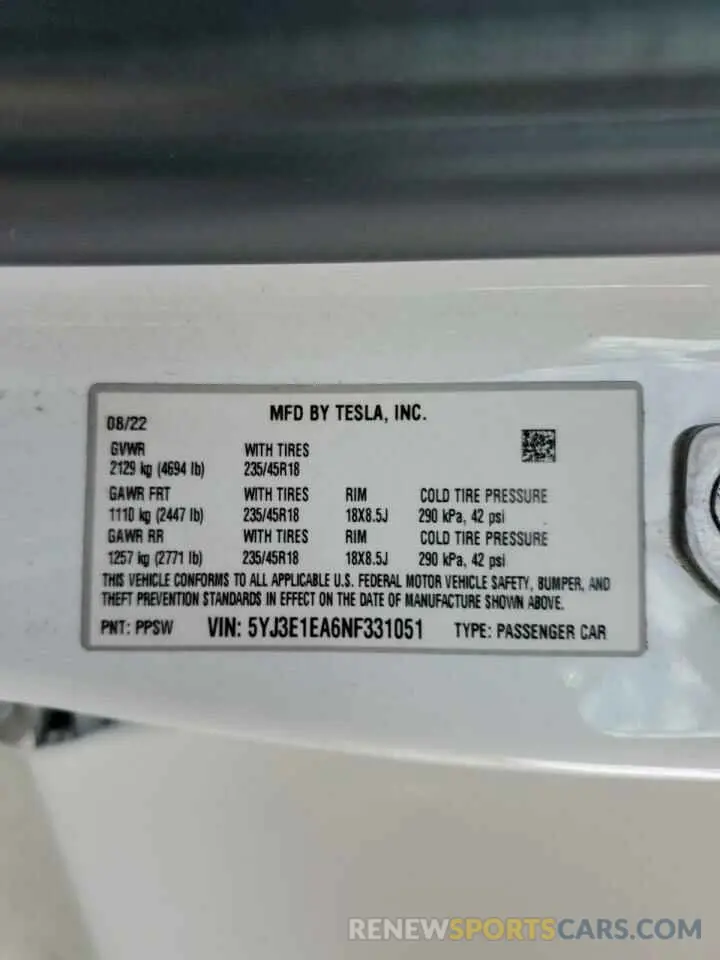 MFD BY TESLA, INC.
08/22
GVWR WITH TIRES
2129 kg (4694 lb) 235/45R18
GAWR FRT WITH TIRES RIM COLD TIRE PRESSURE
1110 kg (2447 lb) 235/45R18 18X8.5J 290 kPa, 42 psi
GAWR RR WITH TIRES RIM COLD TIRE PRESSURE
1257 kg (2771 lb) 235/45R18 18X8.5J 290 kPa, 42 psi
THIS VEHICLE CONFORMS TO ALL APPLICABLE U.S. FEDERAL MOTOR VEHICLE SAFETY, BUMPER, AND
THEFT PREVENTION STANDARDS IN EFFECT ON THE DATE OF MANUFACTURE SHOWN ABOVE.
PNT: PPSW VIN: 5YJ3E1EA6NF331051 TYPE: PASSENGER CAR
RENEWSPORTSCARS.COM